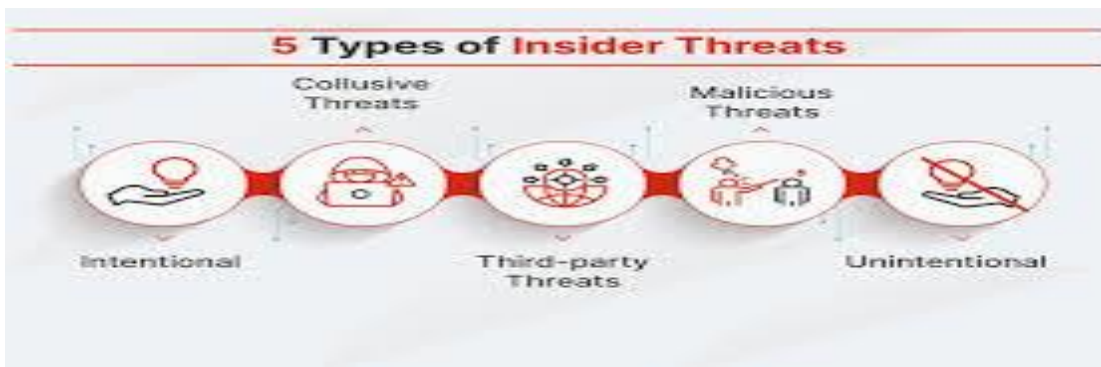 5 Types of Insider Threats
Collusive
Threats
Malicious
Threats
Intentional
Third-party
Threats
Unintentional